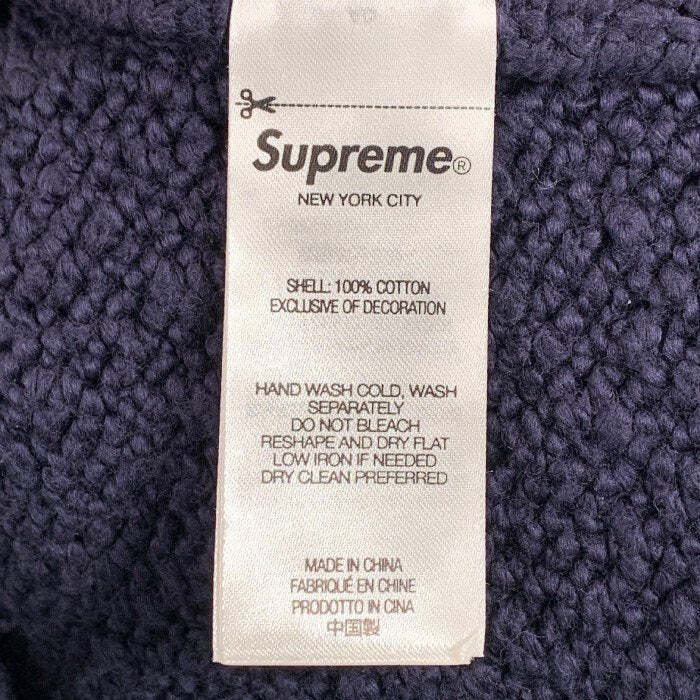 Supreme®
NEW YORK CITY
SHELL: 100% COTTON
EXCLUSIVE OF DECORATION
HAND WASH COLD, WASH
SEPARATELY
DO NOT BLEACH
RESHAPE AND DRY FLAT
LOW IRON IF NEEDED
DRY CLEAN PREFERRED
MADE IN CHINA
FABRIQUÉ EN CHINE
PRODOTTO IN CINA
中国製